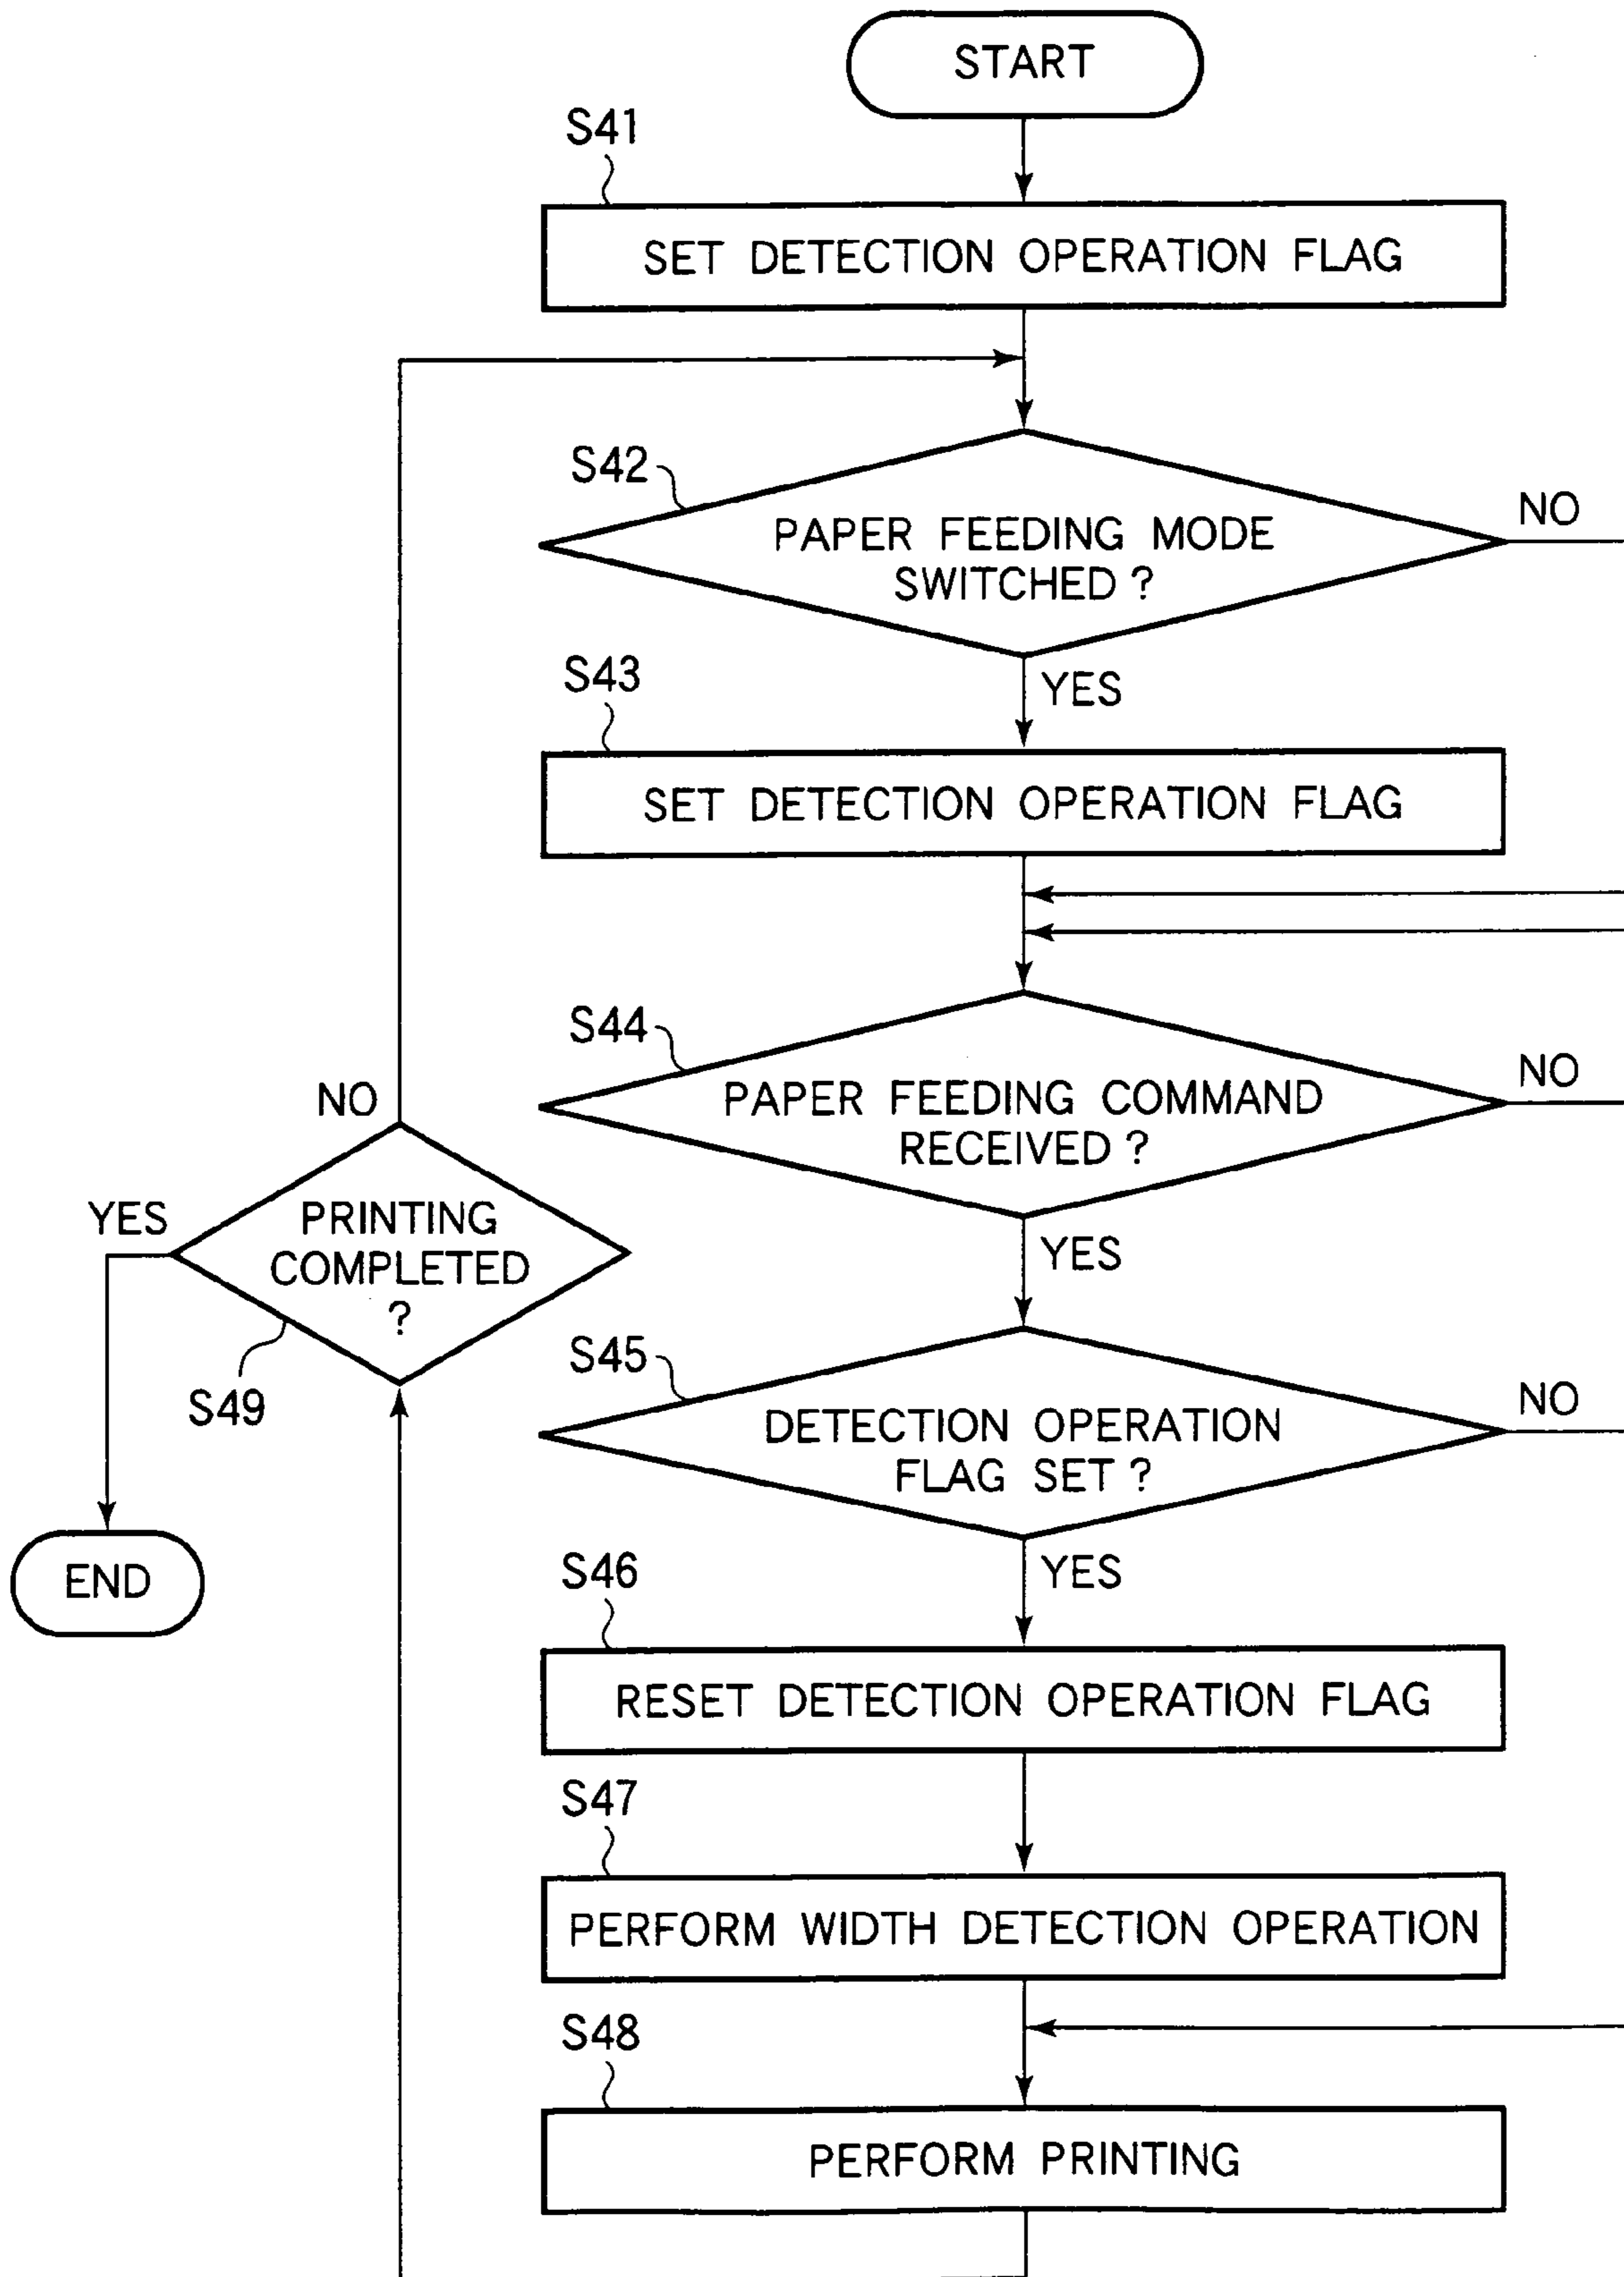 START
S41
SET DETECTION OPERATION FLAG
S42
PAPER FEEDING MODE
SWITCHED ?
NO
YES
S43
SET DETECTION OPERATION FLAG
S44
PAPER FEEDING COMMAND
RECEIVED ?
NO
YES
NO
YES
PRINTING
COMPLETED
?
S49
END
S45
DETECTION OPERATION
FLAG SET ?
NO
YES
S46
RESET DETECTION OPERATION FLAG
S47
PERFORM WIDTH DETECTION OPERATION
S48
PERFORM PRINTING